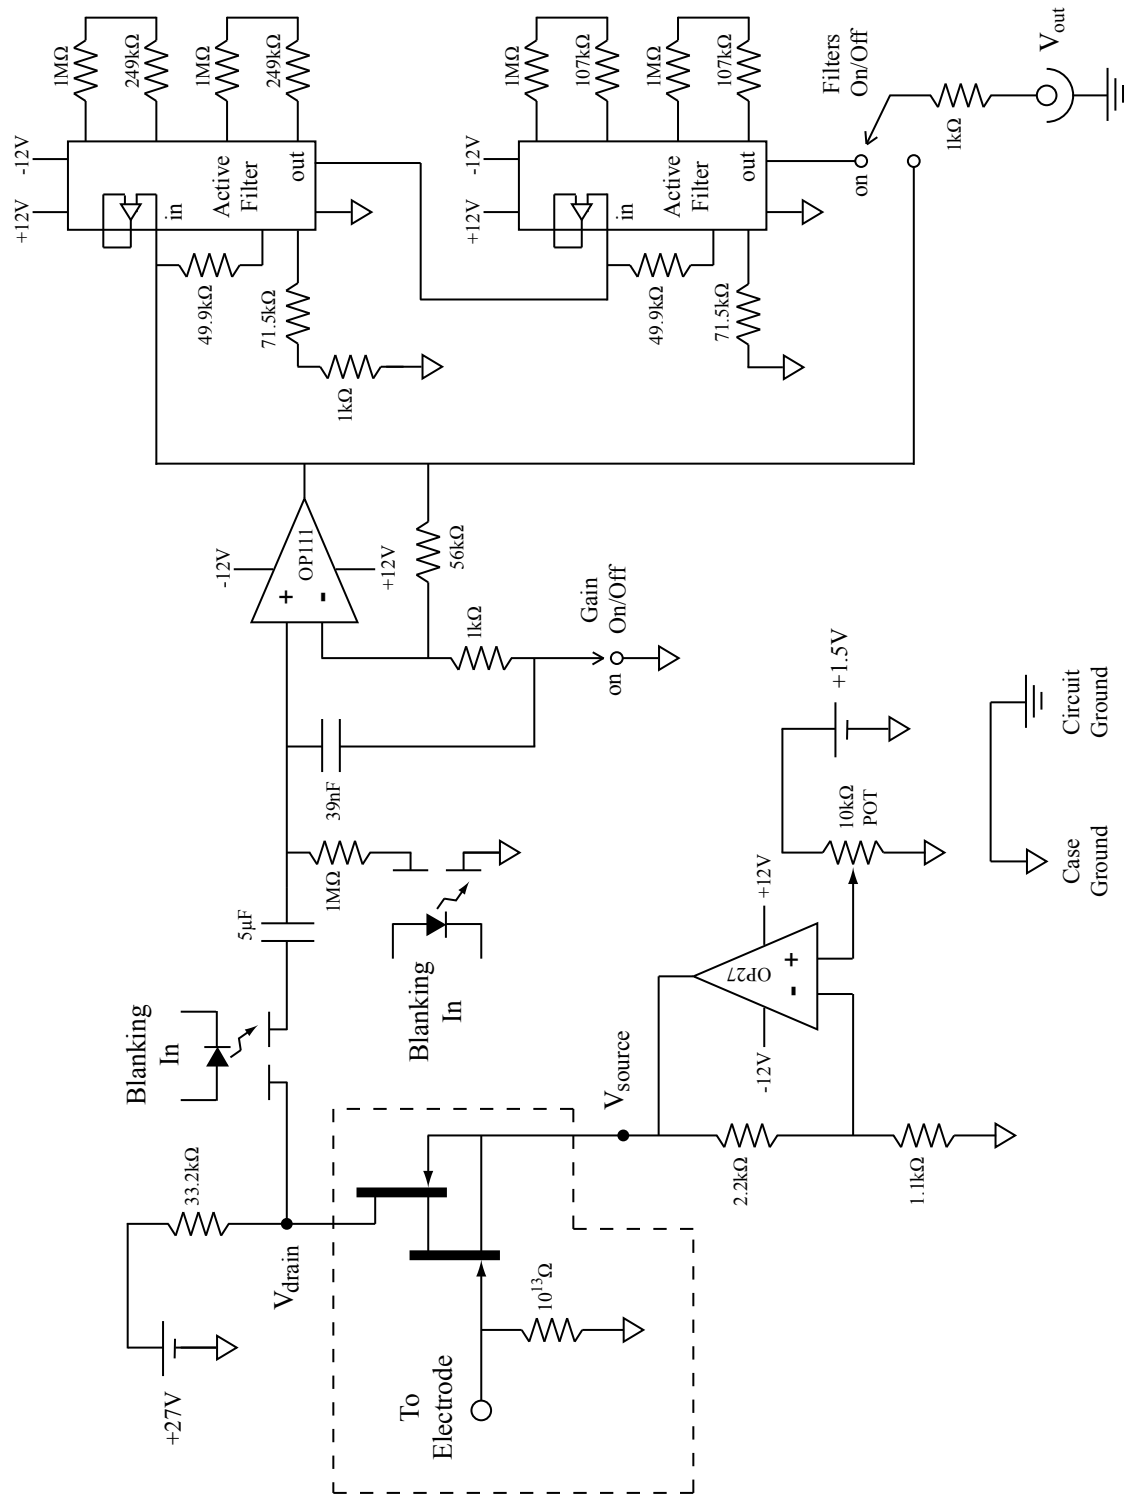 +27V
33.2kΩ
V_drain
To
Electrode
10^13Ω
Blanking
In
5µF
1MΩ
Blanking
In
39nF
-12V
OP111
+
-
+12V
56kΩ
1kΩ
Gain
On/Off
on
V_source
2.2kΩ
1.1kΩ
-12V
OP27
-
+
+12V
10kΩ
POT
+1.5V
Case
Ground
Circuit
Ground
+12V
-12V
1MΩ
249kΩ
1MΩ
249kΩ
in
Active
Filter
out
49.9kΩ
71.5kΩ
1kΩ
+12V
-12V
1MΩ
107kΩ
1MΩ
107kΩ
in
Active
Filter
out
49.9kΩ
71.5kΩ
Filters
On/Off
on
1kΩ
V_out